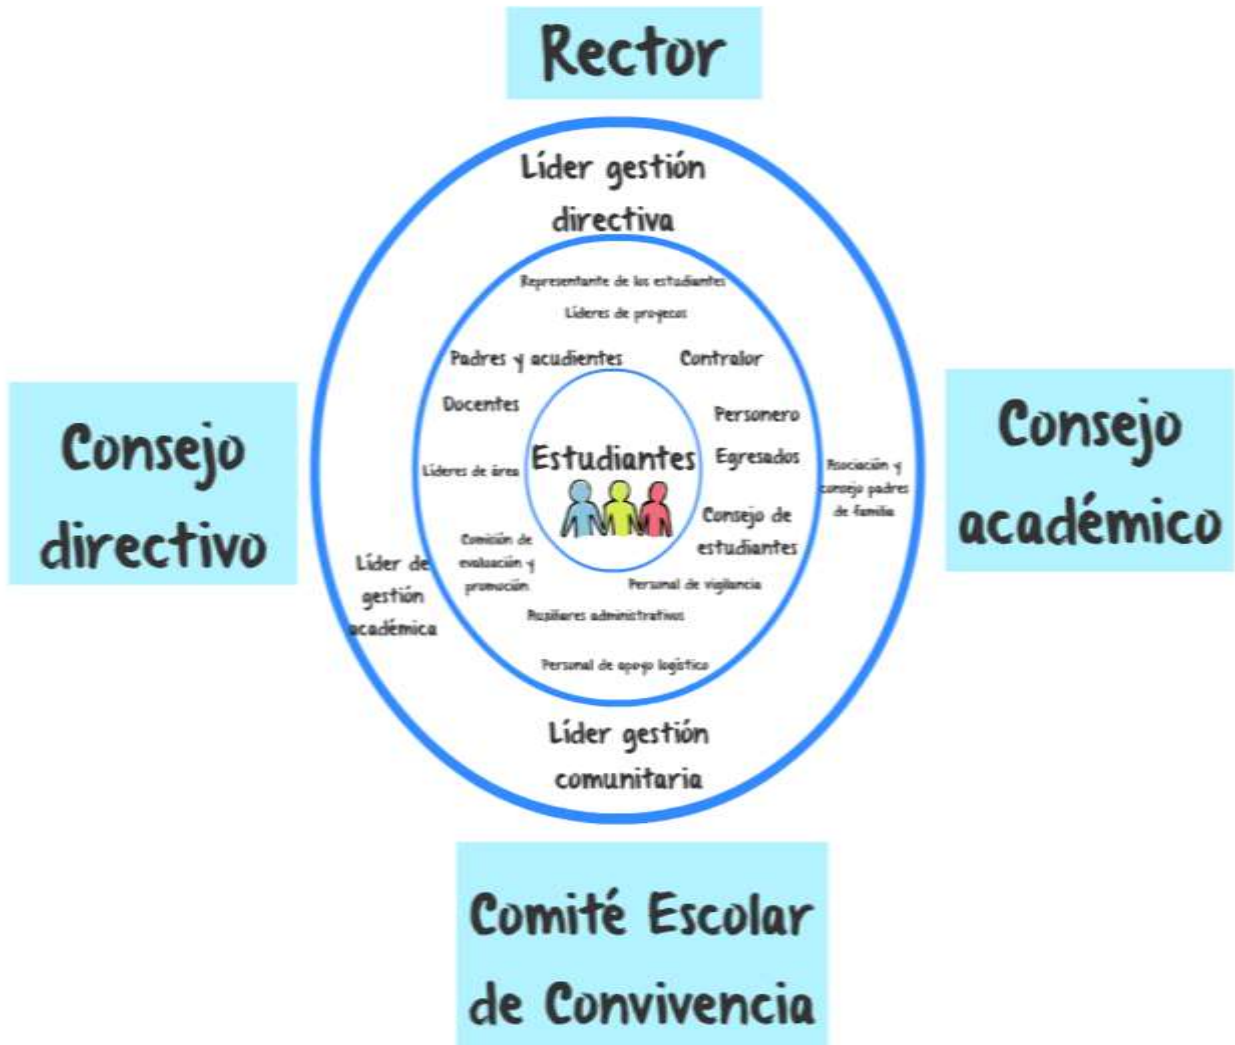 Rector
Líder gestión
directiva
Representante de los estudiantes
Líderes de proyecos
Padres y acudientes
Contralor
Docentes
Personero
Consejo
directivo
Líderes de área
Estudiantes
Egresados
Asociación y
consejo padres
de familia
Consejo
académico
Consejo de
estudiantes
Comisión de
evaluación y
promoción
Líder de
gestión
académica
Personal de vigilancia
Auxiliares administrativos
Personal de apoyo logístico
Líder gestión
comunitaria
Comité Escolar
de Convivencia